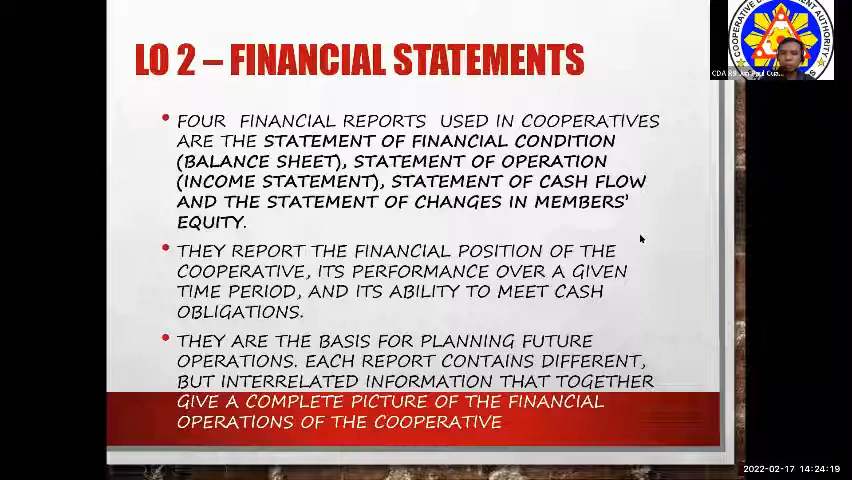 LO 2 – FINANCIAL STATEMENTS
• FOUR FINANCIAL REPORTS USED IN COOPERATIVES
ARE THE STATEMENT OF FINANCIAL CONDITION
(BALANCE SHEET), STATEMENT OF OPERATION
(INCOME STATEMENT), STATEMENT OF CASH FLOW
AND THE STATEMENT OF CHANGES IN MEMBERS'
EQUITY.
• THEY REPORT THE FINANCIAL POSITION OF THE
COOPERATIVE, ITS PERFORMANCE OVER A GIVEN
TIME PERIOD, AND ITS ABILITY TO MEET CASH
OBLIGATIONS.
• THEY ARE THE BASIS FOR PLANNING FUTURE
OPERATIONS. EACH REPORT CONTAINS DIFFERENT,
BUT INTERRELATED INFORMATION THAT TOGETHER
GIVE A COMPLETE PICTURE OF THE FINANCIAL
OPERATIONS OF THE COOPERATIVE
COOPERATIVE AUTHORITY
CDA R9
2022-02-17 14:24:19